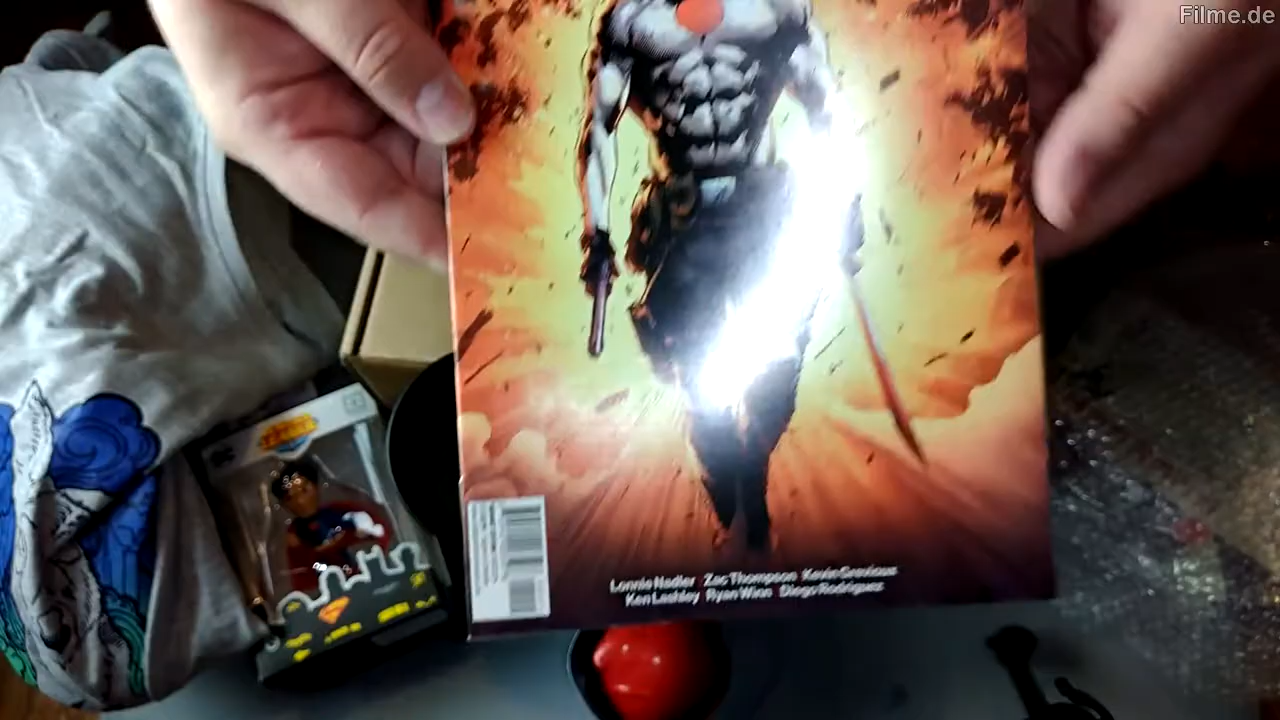 Filme.de
Lonnie Nadler Zac Thompson Kevin Grevioux
Ken Lashley Ryan Winn Diego Rodriguez